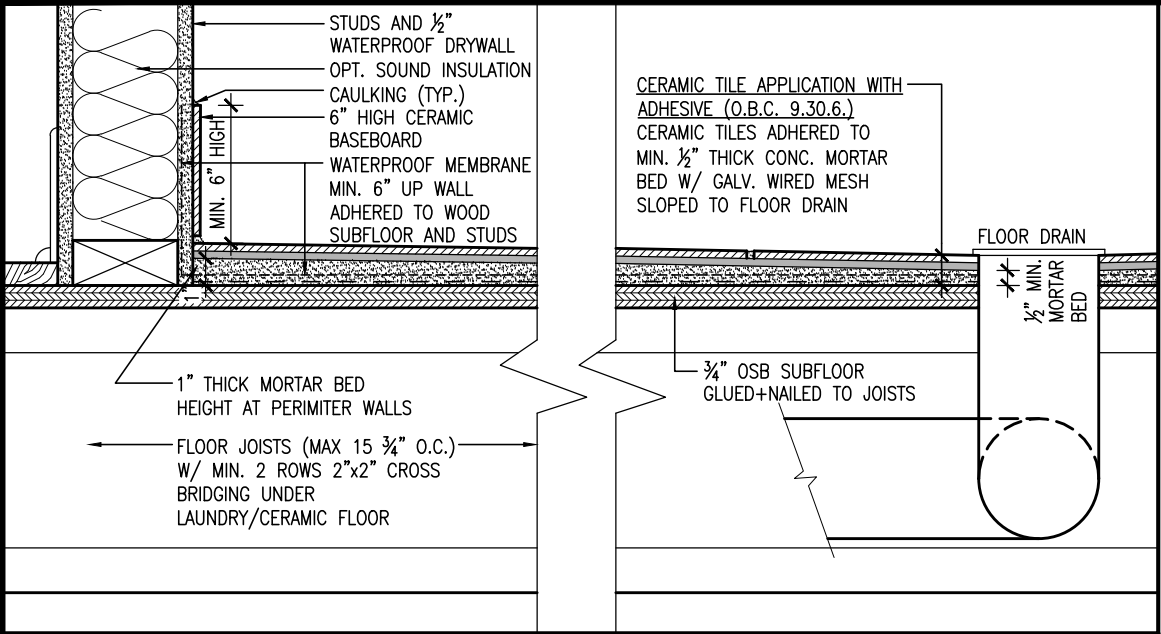 STUDS AND ½"
WATERPROOF DRYWALL
OPT. SOUND INSULATION
CAULKING (TYP.)
6" HIGH CERAMIC
BASEBOARD
WATERPROOF MEMBRANE
MIN. 6" UP WALL
ADHERED TO WOOD
SUBFLOOR AND STUDS
MIN. 6" HIGH
1"
CERAMIC TILE APPLICATION WITH
ADHESIVE (O.B.C. 9.30.6.)
CERAMIC TILES ADHERED TO
MIN. ½" THICK CONC. MORTAR
BED W/ GALV. WIRED MESH
SLOPED TO FLOOR DRAIN
FLOOR DRAIN
½" MIN.
MORTAR
BED
1" THICK MORTAR BED
HEIGHT AT PERIMITER WALLS
¾" OSB SUBFLOOR
GLUED+NAILED TO JOISTS
FLOOR JOISTS (MAX 15 ¾" O.C.)
W/ MIN. 2 ROWS 2"x2" CROSS
BRIDGING UNDER
LAUNDRY/CERAMIC FLOOR